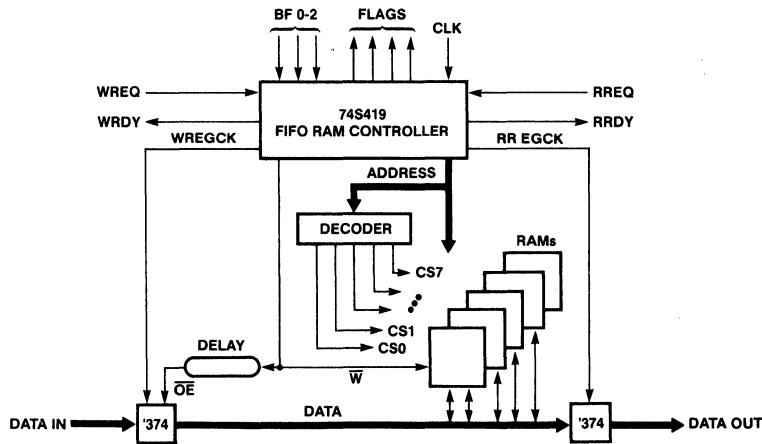 BF 0-2
FLAGS
CLK
WREQ
RREQ
74S419
FIFO RAM CONTROLLER
WRDY
RRDY
WREGCK
RR EGCK
ADDRESS
DECODER
RAMs
CS7
CS1
CS0
DELAY
OE
W
DATA IN
'374
DATA
'374
DATA OUT